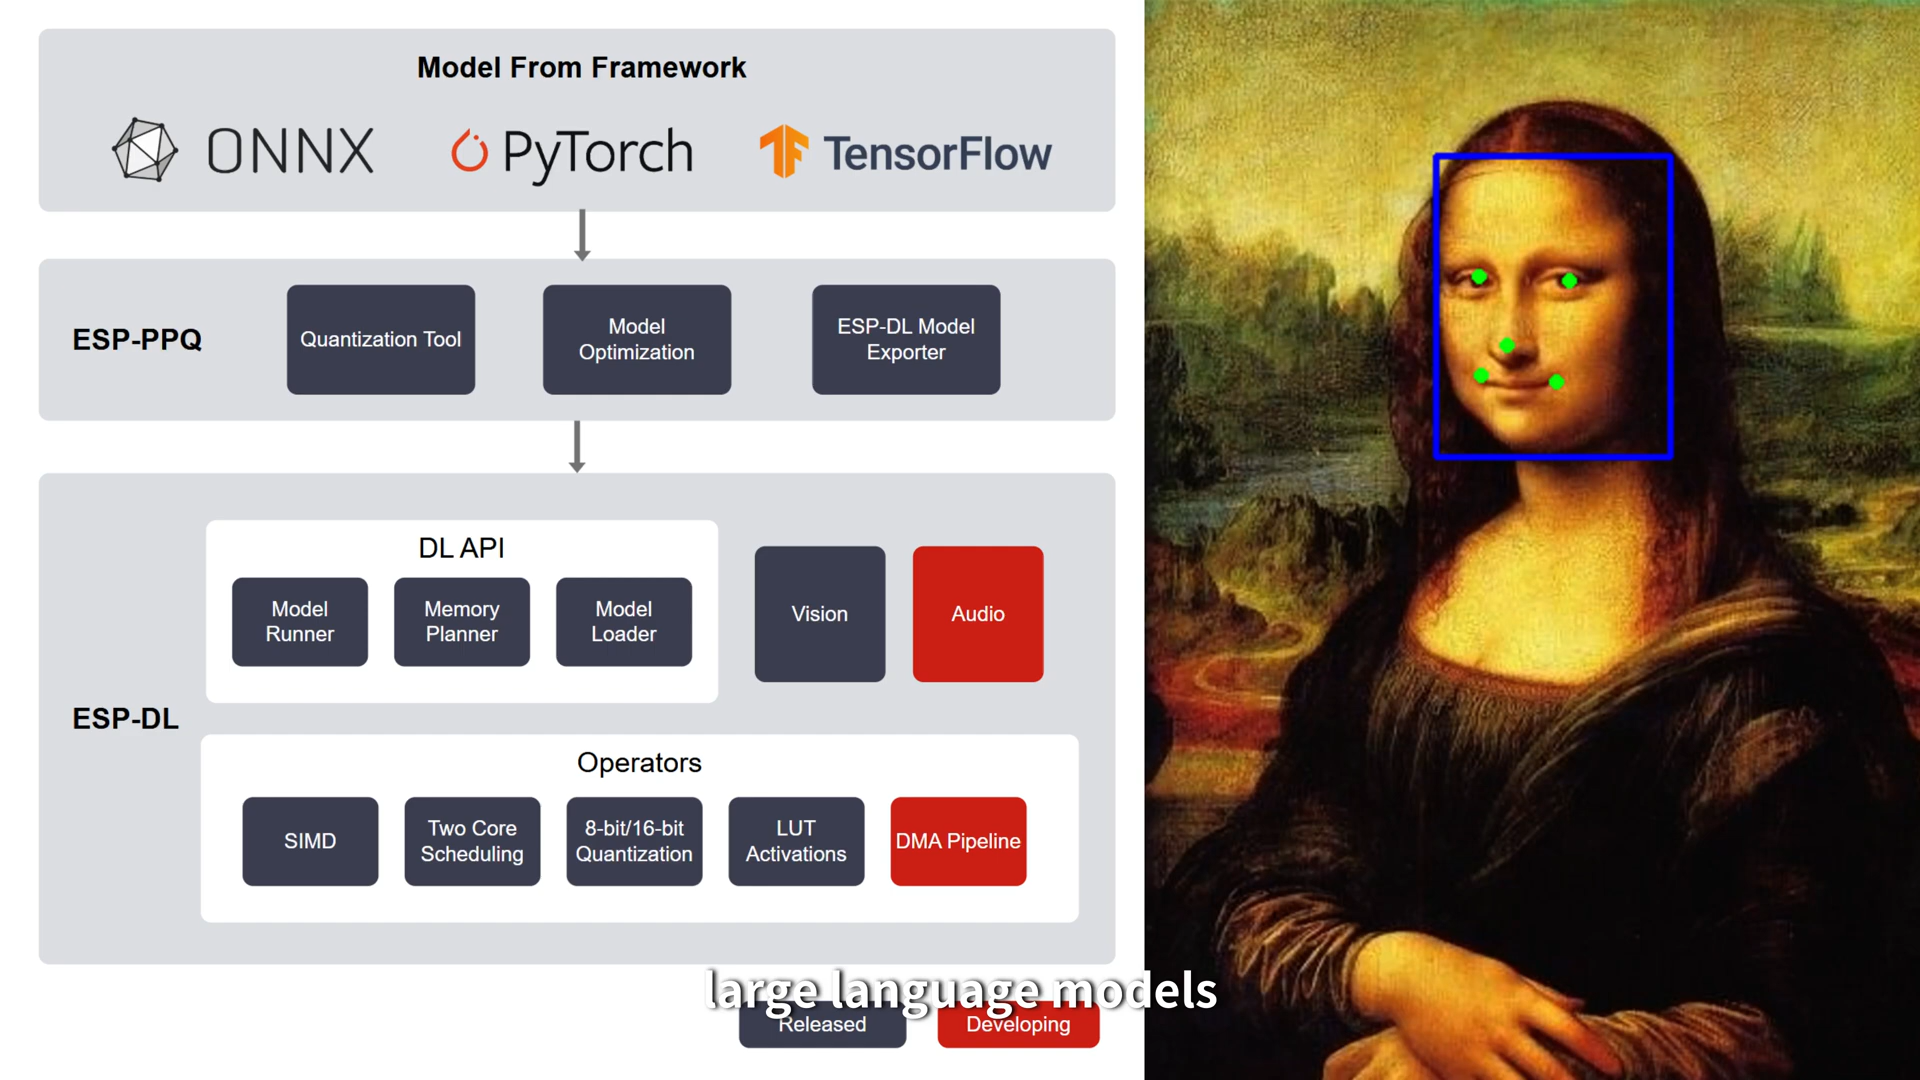 Model From Framework
ONNX
PyTorch
TensorFlow
ESP-PPQ
Quantization Tool
Model
Optimization
ESP-DL Model
Exporter
ESP-DL
DL API
Model
Runner
Memory
Planner
Model
Loader
Vision
Audio
Operators
SIMD
Two Core
Scheduling
8-bit/16-bit
Quantization
LUT
Activations
DMA Pipeline
large language models
Released
Developing